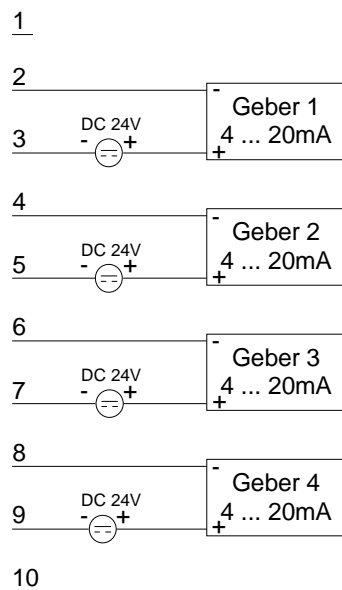 1
2
-
Geber 1
DC 24V
4 ... 20mA
3
- +
+
4
-
Geber 2
DC 24V
4 ... 20mA
5
- +
+
6
-
Geber 3
DC 24V
4 ... 20mA
7
- +
+
8
-
Geber 4
DC 24V
4 ... 20mA
9
- +
+
10